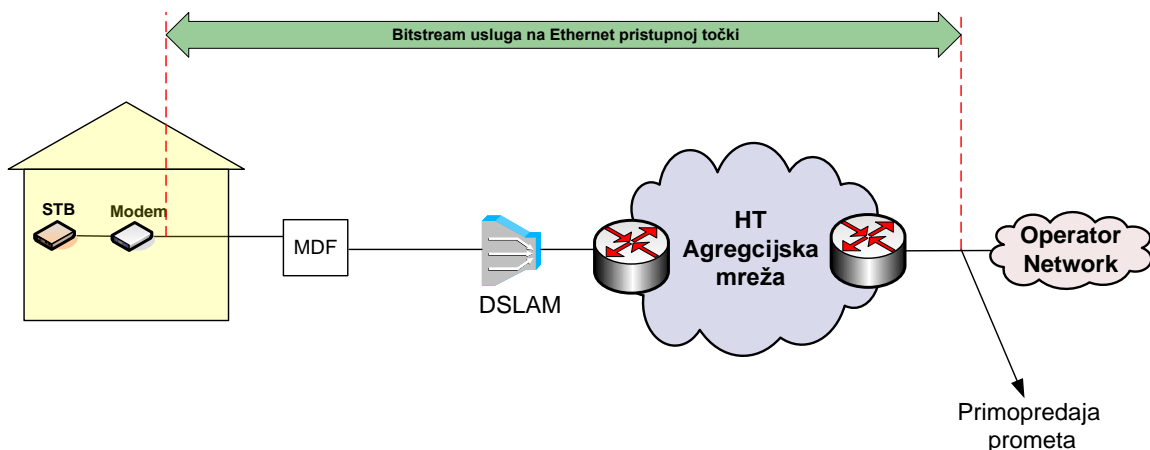 Bitstream usluga na Ethernet pristupnoj točki
STB
Modem
MDF
DSLAM
HT
Agregcijska
mreža
Operator
Network
Primopredaja
prometa